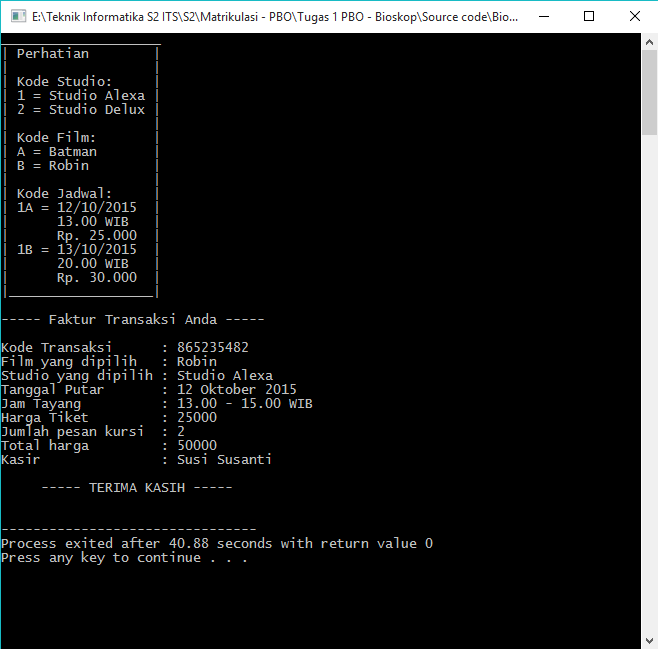 E:\Teknik Informatika S2 ITS\S2\Matrikulasi - PBO\Tugas 1 PBO - Bioskop\Source code\Bio...
____________________
| Perhatian        |
|                  |
| Kode Studio:     |
| 1 = Studio Alexa |
| 2 = Studio Delux |
|                  |
| Kode Film:       |
| A = Batman       |
| B = Robin        |
|                  |
| Kode Jadwal:     |
| 1A = 12/10/2015  |
|      13.00 WIB   |
|      Rp. 25.000  |
| 1B = 13/10/2015  |
|      20.00 WIB   |
|      Rp. 30.000  |
|__________________|
----- Faktur Transaksi Anda -----
Kode Transaksi      : 865235482
Film yang dipilih   : Robin
Studio yang dipilih : Studio Alexa
Tanggal Putar       : 12 Oktober 2015
Jam Tayang          : 13.00 - 15.00 WIB
Harga Tiket         : 25000
Jumlah pesan kursi  : 2
Total harga         : 50000
Kasir               : Susi Susanti
----- TERIMA KASIH -----
--------------------------------
Process exited after 40.88 seconds with return value 0
Press any key to continue . . .